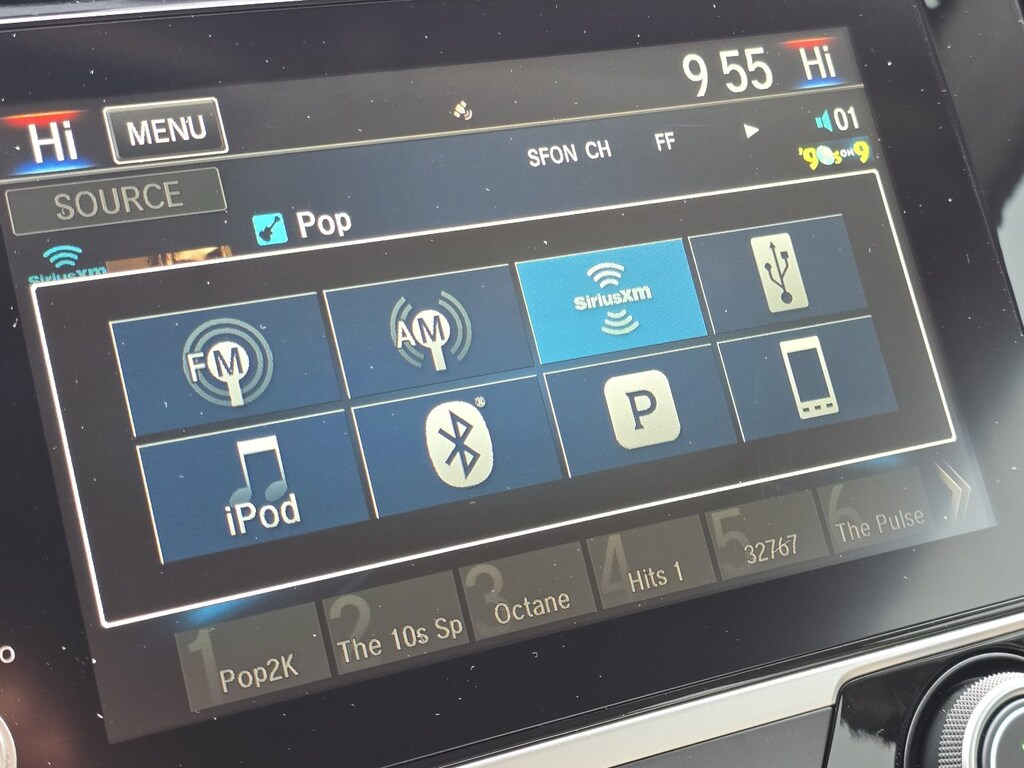 Hi
MENU
9 55
Hi
SFON CH
FF
01
SOURCE
'90s ON 9
SiriusXm
Pop
FM
AM
SiriusXm
iPod
®
P
1 Pop2K
2 The 10s Sp
3 Octane
4 Hits 1
5 32767
6 The Pulse